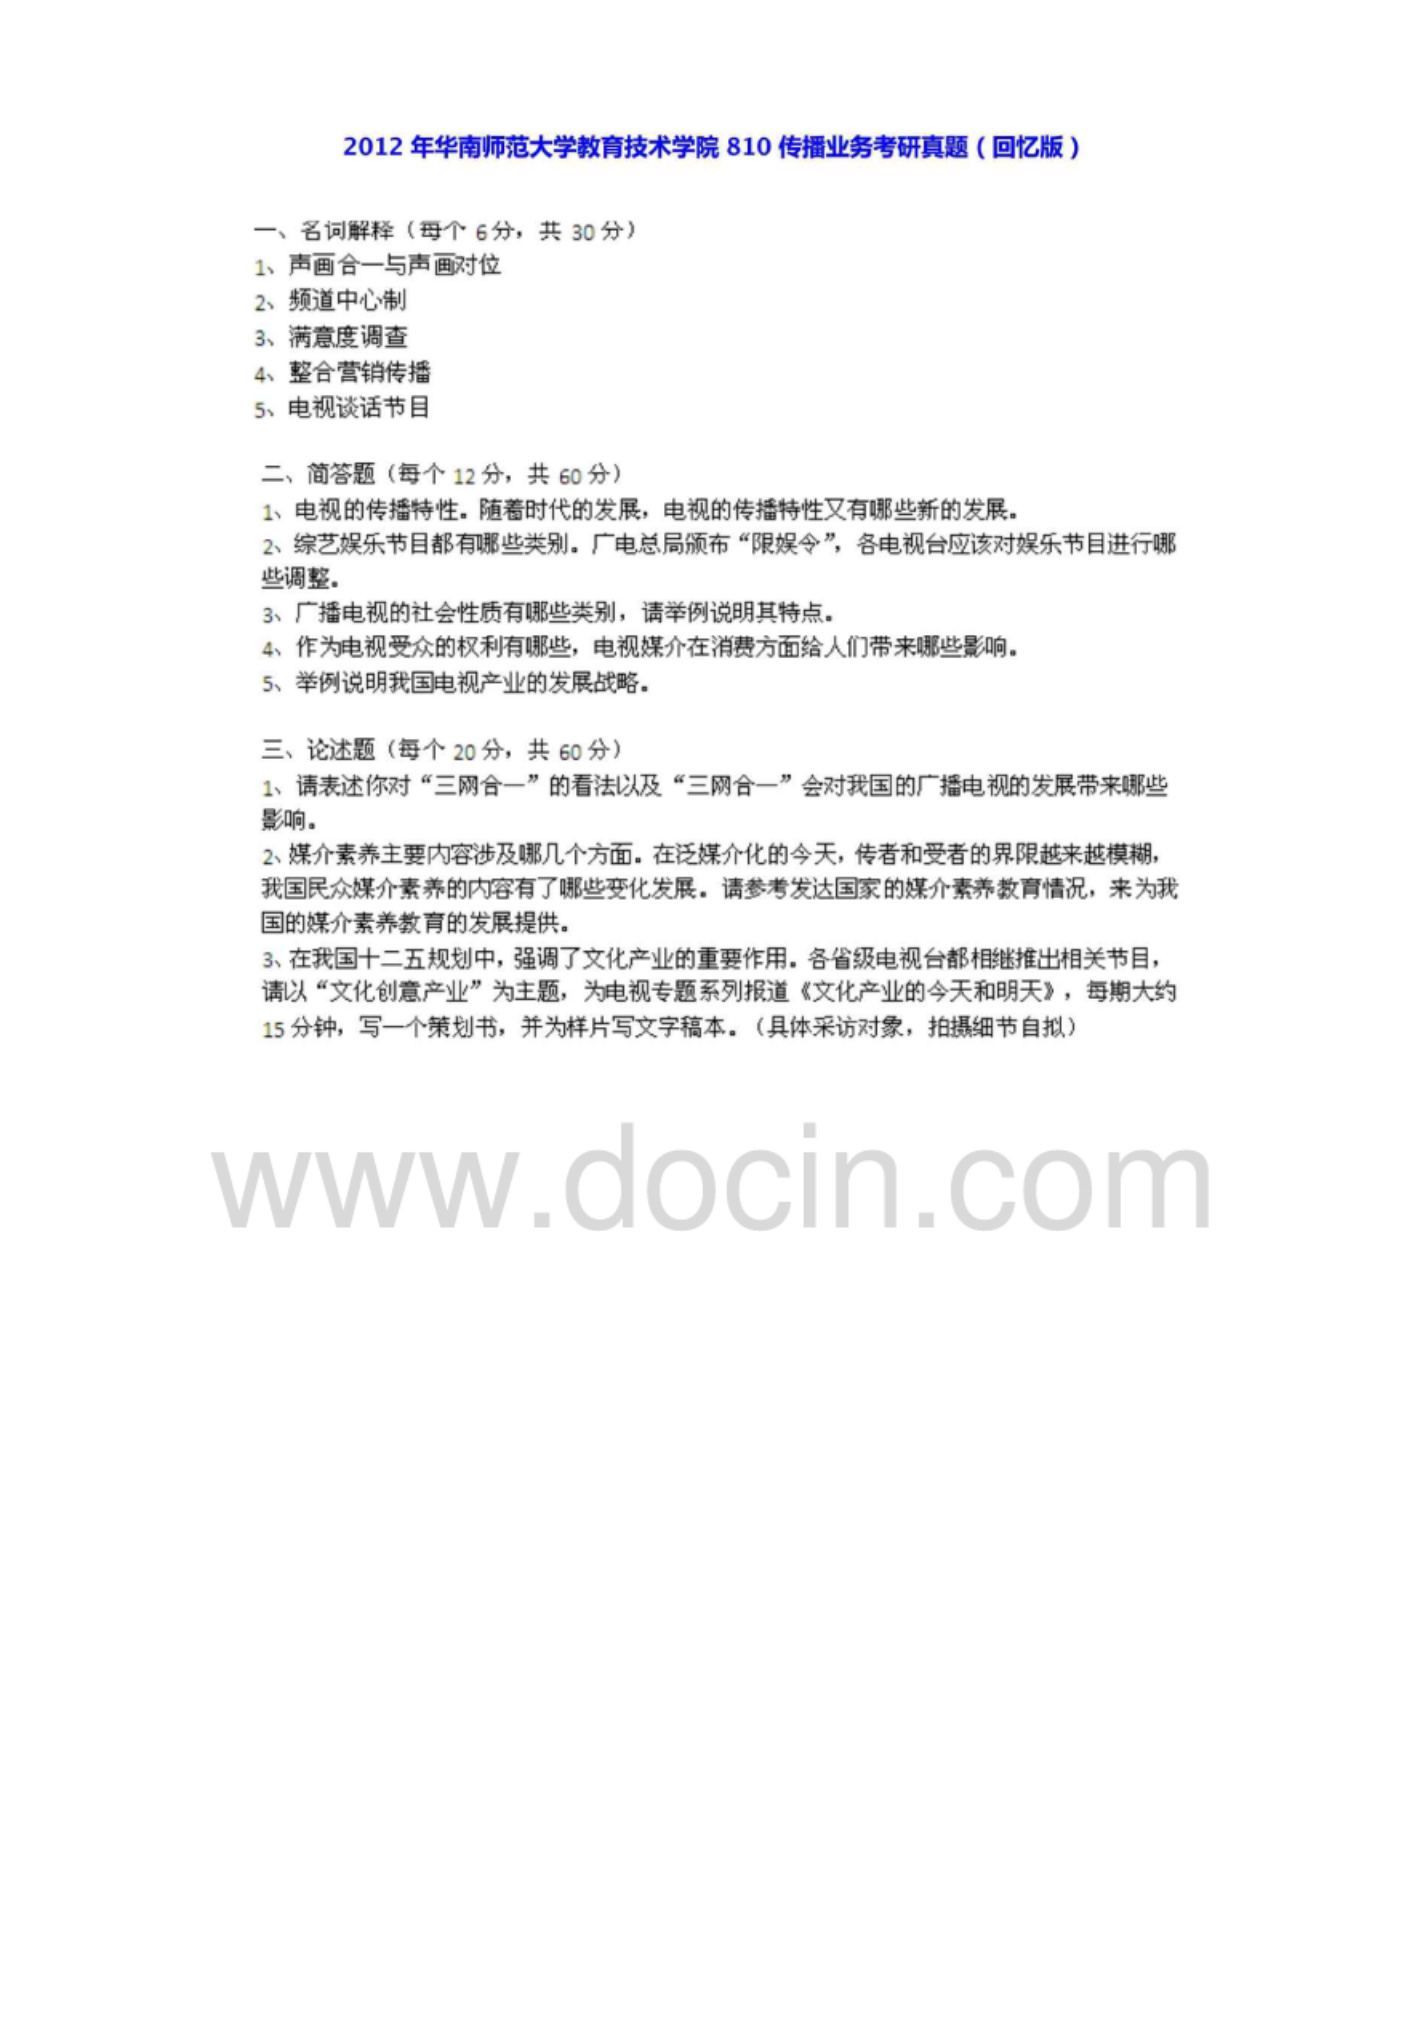 2012 年华南师范大学教育技术学院 810 传播业务考研真题（回忆版）
一、名词解释（每个 6分，共 30 分）
1、声画合一与声画对位
2、频道中心制
3、满意度调查
4、整合营销传播
5、电视谈话节目
二、简答题（每个 12 分，共 60 分）
1、电视的传播特性。随着时代的发展，电视的传播特性又有哪些新的发展。
2、综艺娱乐节目都有哪些类别。广电总局颁布“限娱令”，各电视台应该对娱乐节目进行哪
些调整。
3、广播电视的社会性质有哪些类别，请举例说明其特点。
4、作为电视受众的权利有哪些，电视媒介在消费方面给人们带来哪些影响。
5、举例说明我国电视产业的发展战略。
三、论述题（每个 20 分，共 60 分）
1、请表述你对“三网合一”的看法以及“三网合一”会对我国的广播电视的发展带来哪些
影响。
2、媒介素养主要内容涉及哪几个方面。在泛媒介化的今天，传者和受者的界限越来越模糊，
我国民众媒介素养的内容有了哪些变化发展。请参考发达国家的媒介素养教育情况，来为我
国的媒介素养教育的发展提供。
3、在我国十二五规划中，强调了文化产业的重要作用。各省级电视台都相继推出相关节目，
请以“文化创意产业”为主题，为电视专题系列报道《文化产业的今天和明天》，每期大约
15 分钟，写一个策划书，并为样片写文字稿本。（具体采访对象，拍摄细节自拟）
www.docin.com